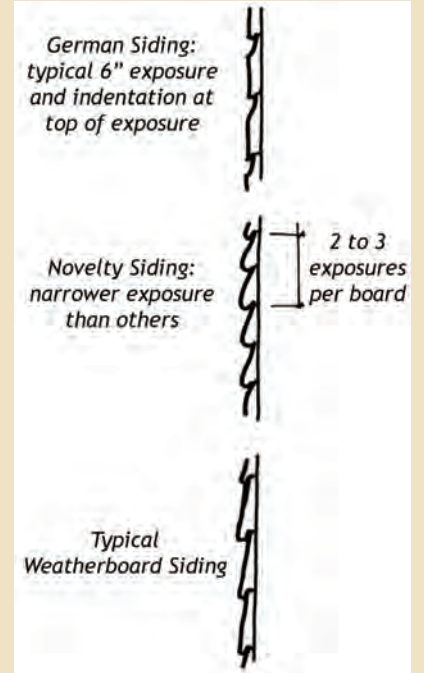 German Siding:
typical 6” exposure
and indentation at
top of exposure
2 to 3
exposures
per board
Novelty Siding:
narrower exposure
than others
Typical
Weatherboard Siding